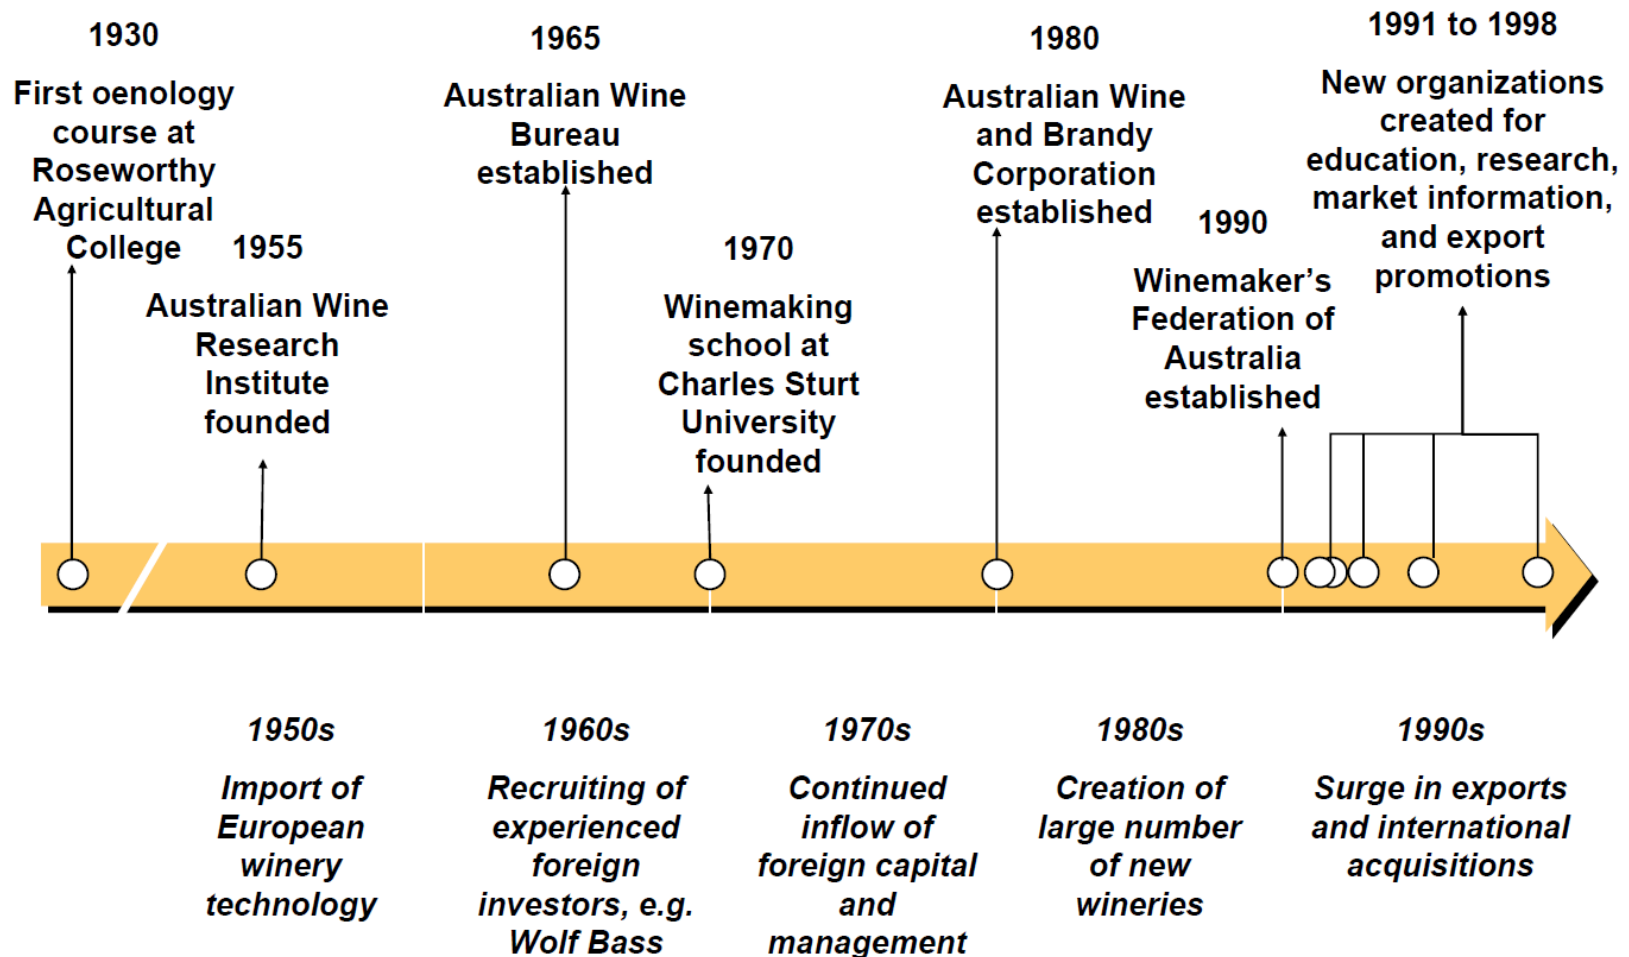 1930
First oenology
course at
Roseworthy
Agricultural
College
1955
Australian Wine
Research
Institute
founded
1965
Australian Wine
Bureau
established
1970
Winemaking
school at
Charles Sturt
University
founded
1980
Australian Wine
and Brandy
Corporation
established
1990
Winemaker’s
Federation of
Australia
established
1991 to 1998
New organizations
created for
education, research,
market information,
and export
promotions
1950s
Import of
European
winery
technology
1960s
Recruiting of
experienced
foreign
investors, e.g.
Wolf Bass
1970s
Continued
inflow of
foreign capital
and
management
1980s
Creation of
large number
of new
wineries
1990s
Surge in exports
and international
acquisitions